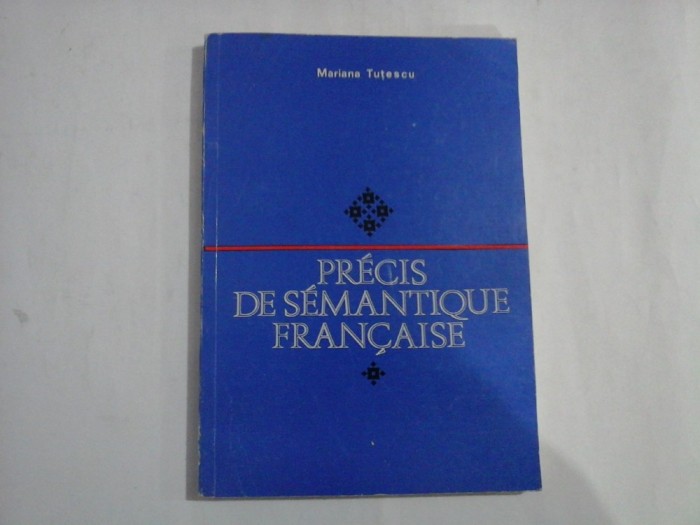 Mariana Tuțescu
PRÉCIS
DE SÉMANTIQUE
FRANÇAISE